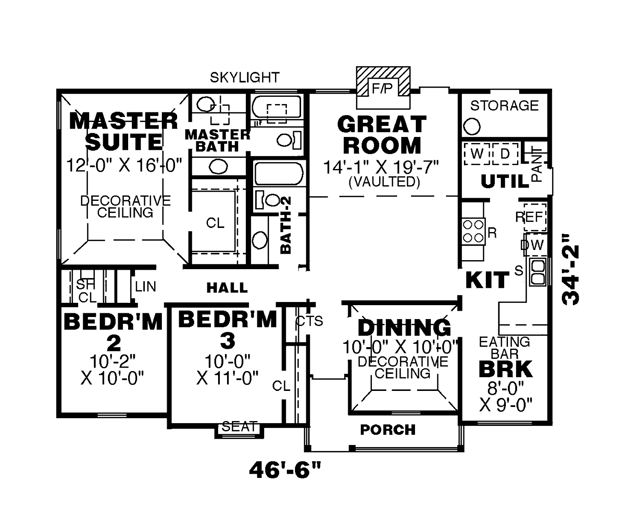 SKYLIGHT
F/P
MASTER
SUITE
12'-0" X 16'-0"
DECORATIVE
CEILING
MASTER
BATH
GREAT
ROOM
14'-1" X 19'-7"
(VAULTED)
STORAGE
W D
PANT
UTIL
CL
BATH-2
REF
R
DW
S
KIT
34'-2"
SH
CL
LIN
HALL
BEDR'M
2
10'-2"
X 10'-0"
BEDR'M
3
10'-0"
X 11'-0"
CTS
CL
DINING
10'-0" X 10'-0"
DECORATIVE
CEILING
EATING
BAR
BRK
8'-0"
X 9'-0"
SEAT
PORCH
46'-6"